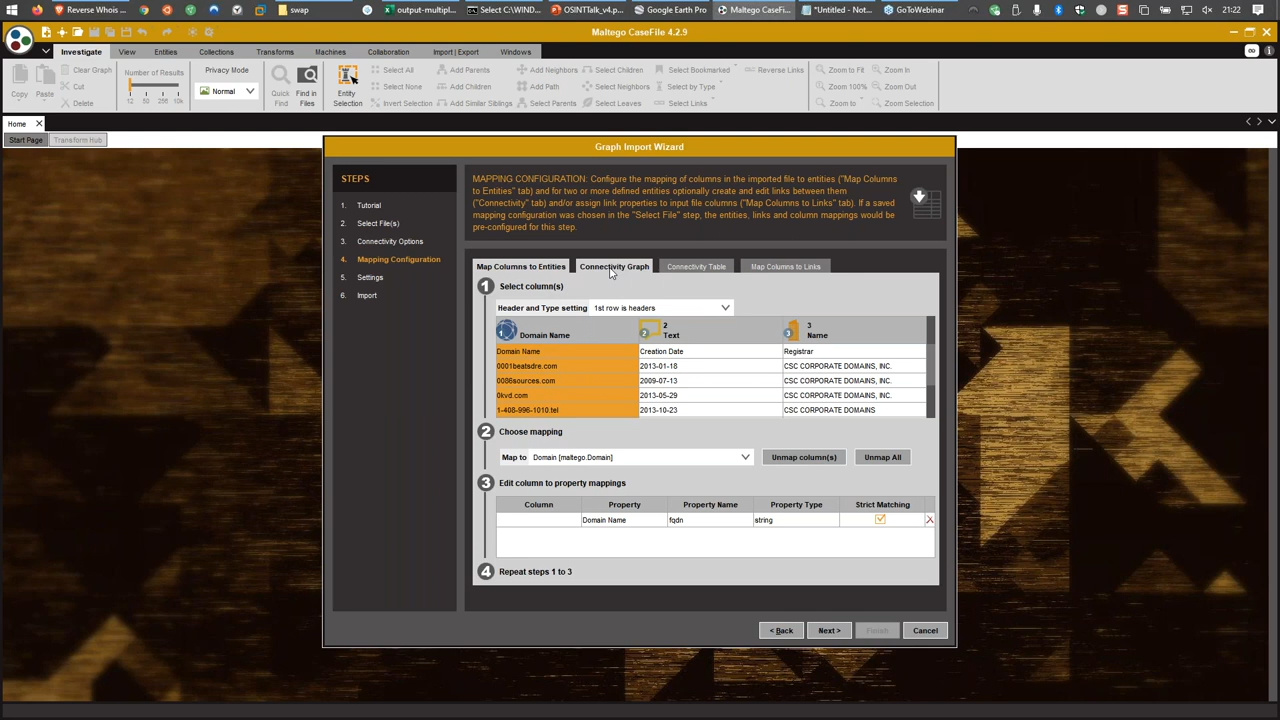 Reverse Whois ...
swap
output-multipl...
Select C:\WIND...
OSINTTalk_v4.p...
Google Earth Pro
Maltego CaseFi...
*Untitled - Not...
GoToWebinar
21:22
Maltego CaseFile 4.2.9
Investigate
View
Entities
Collections
Transforms
Machines
Collaboration
Import | Export
Windows
Copy
Paste
Clear Graph
Cut
Delete
Number of Results
12 50 256 10k
Privacy Mode
Normal
Quick Find
Find in Files
Entity Selection
Select All
Select None
Invert Selection
Add Parents
Add Children
Add Similar Siblings
Add Neighbors
Add Path
Select Parents
Select Children
Select Neighbors
Select Leaves
Select Bookmarked
Select by Type
Select Links
Reverse Links
Zoom to Fit
Zoom 100%
Zoom to
Zoom In
Zoom Out
Zoom Selection
Home
Start Page
Transform Hub
Graph Import Wizard
STEPS
1. Tutorial
2. Select File(s)
3. Connectivity Options
4. Mapping Configuration
5. Settings
6. Import
MAPPING CONFIGURATION: Configure the mapping of columns in the imported file to entities ("Map Columns
to Entities" tab) and for two or more defined entities optionally create and edit links between them
("Connectivity" tab) and/or assign link properties to input file columns ("Map Columns to Links" tab). If a saved
mapping configuration was chosen in the "Select File" step, the entities, links and column mappings would be
pre-configured for this step.
Map Columns to Entities
Connectivity Graph
Connectivity Table
Map Columns to Links
1 Select column(s)
Header and Type setting 1st row is headers
1 Domain Name
2 2 Text
3 3 Name
Domain Name Creation Date Registrar
0001beatsdre.com 2013-01-18 CSC CORPORATE DOMAINS, INC.
0086sources.com 2009-07-13 CSC CORPORATE DOMAINS, INC.
0kvd.com 2013-05-29 CSC CORPORATE DOMAINS, INC.
1-408-996-1010.tel 2013-10-23 CSC CORPORATE DOMAINS
2 Choose mapping
Map to Domain [maltego.Domain]
Unmap column(s)
Unmap All
3 Edit column to property mappings
Column Property Property Name Property Type Strict Matching
Domain Name fqdn string X
4 Repeat steps 1 to 3
< Back
Next >
Finish
Cancel